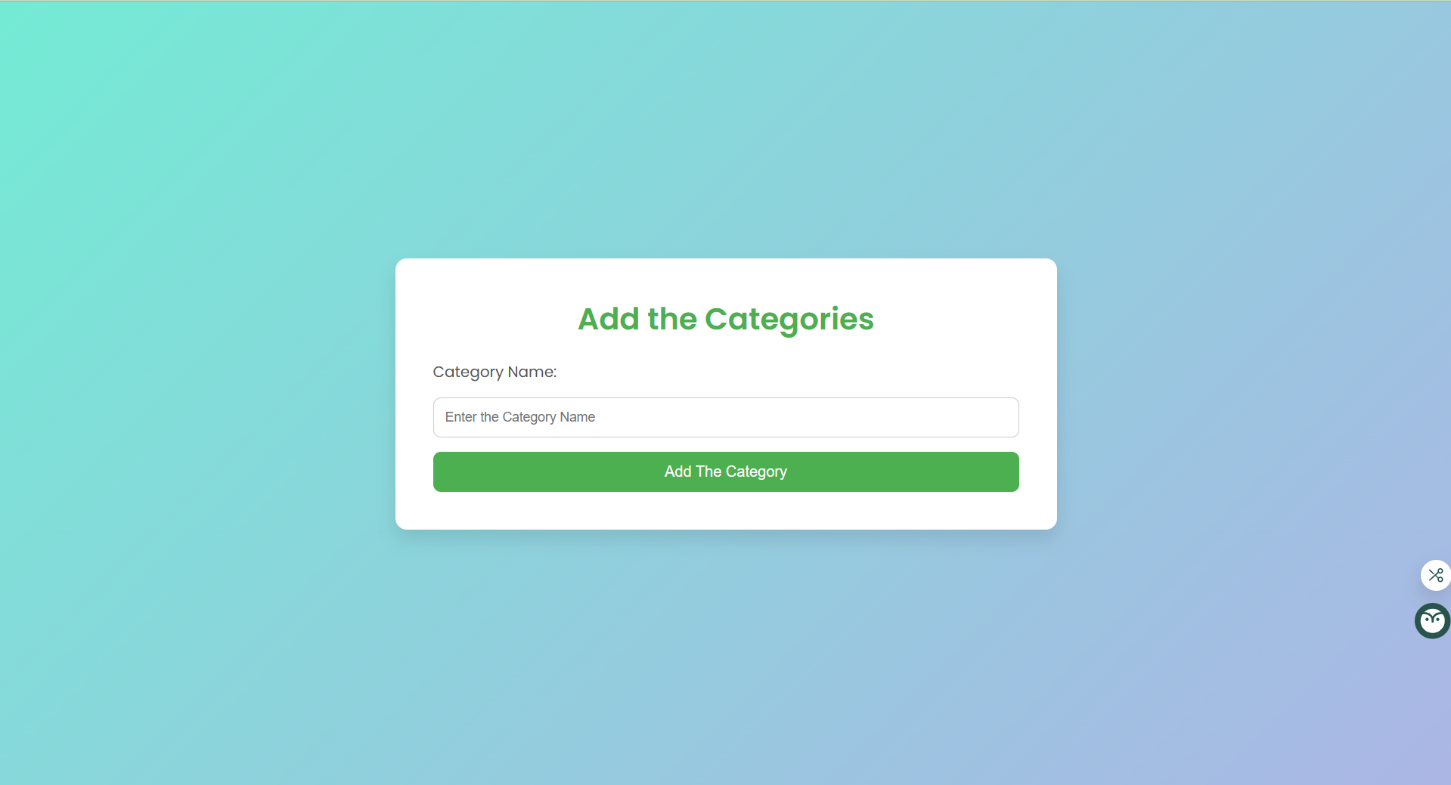 Add the Categories
Category Name:
Enter the Category Name
Add The Category